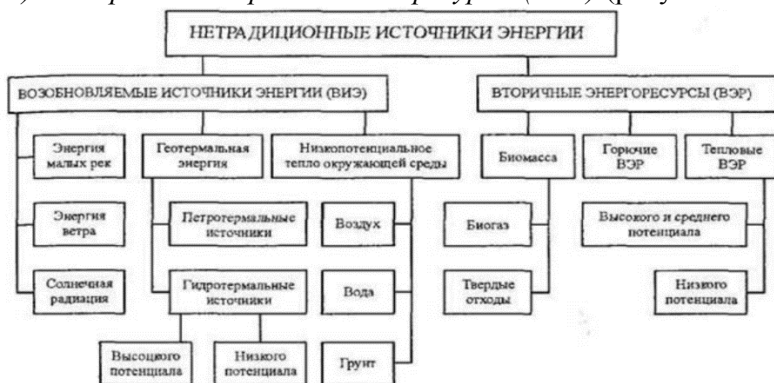 НЕТРАДИЦИОННЫЕ ИСТОЧНИКИ ЭНЕРГИИ
ВОЗОБНОВЛЯЕМЫЕ ИСТОЧНИКИ ЭНЕРГИИ (ВИЭ)
ВТОРИЧНЫЕ ЭНЕРГОРЕСУРСЫ (ВЭР)
Энергия
малых рек
Геотермальная
энергия
Низкопотенциальное
тепло окружающей среды
Биомасса
Горючие
ВЭР
Тепловые
ВЭР
Энергия
ветра
Петротермальные
источники
Воздух
Биогаз
Высокого и среднего
потенциала
Солнечная
радиация
Гидротермальные
источники
Вода
Твердые
отходы
Низкого
потенциала
Высоцкого
потенциала
Низкого
потенциала
Грунт